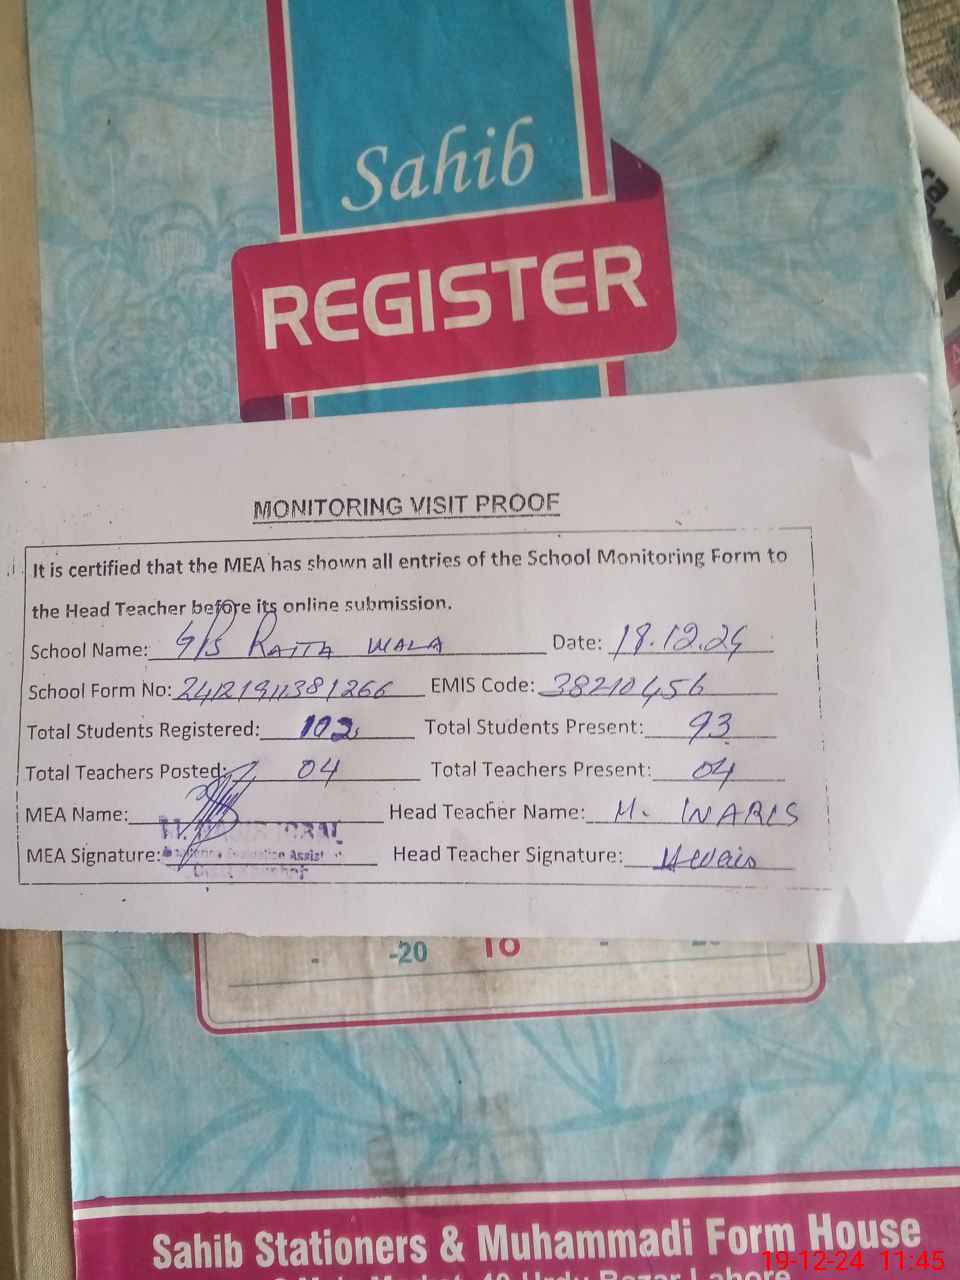 Sahib
REGISTER
MONITORING VISIT PROOF
It is certified that the MEA has shown all entries of the School Monitoring Form to
the Head Teacher before its online submission.
School Name: G/PS RAITA WALA Date: 19.12.24
School Form No: EMIS Code: 38210456
Total Students Registered: 102 Total Students Present: 93
Total Teachers Posted: 04 Total Teachers Present: 04
MEA Name: Head Teacher Name: M. WARIS
MEA Signature: Head Teacher Signature:
- -20 TO -
Sahib Stationers & Muhammadi Form House
19-12-24 11:45